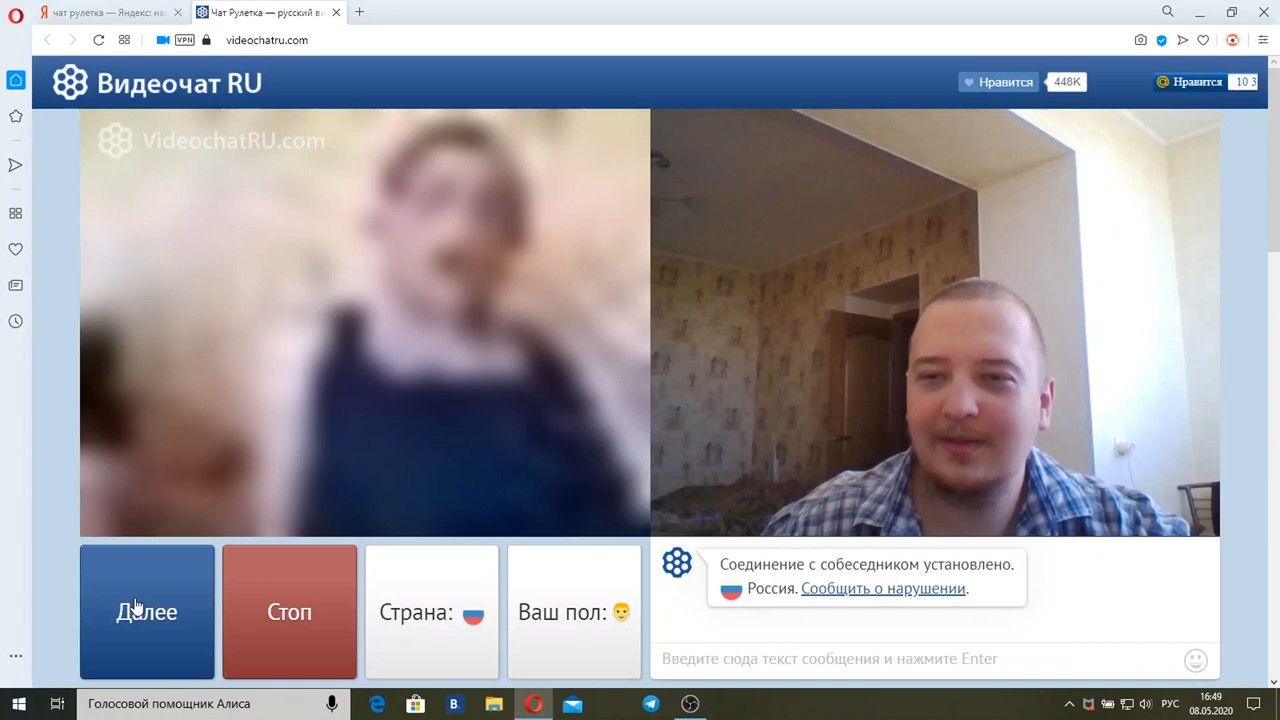 чат рулетка — Яндекс: на
Чат Рулетка — русский ви
VPN
videochatru.com
Видеочат RU
Нравится
448K
Нравится
10 3
VideochatRU.com
Соединение с собеседником установлено.
Россия. Сообщить о нарушении.
Далее
Стоп
Страна:
Ваш пол:
Введите сюда текст сообщения и нажмите Enter
Голосовой помощник Алиса
РУС
16:49
08.05.2020